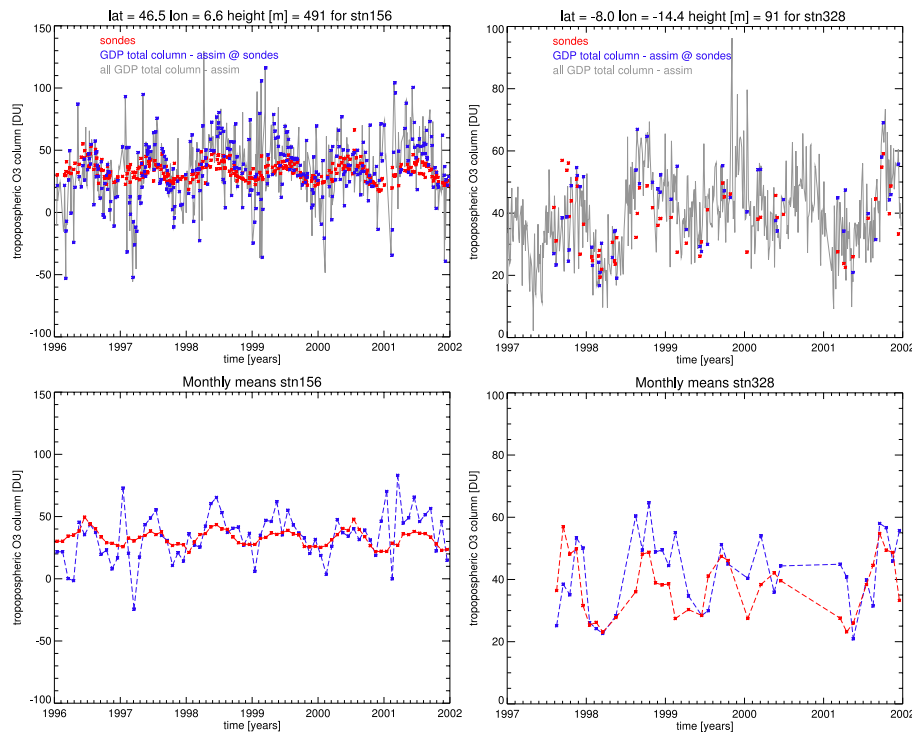 lat = 46.5 lon = 6.6 height [m] = 491 for stn156
sondes
GDP total column - assim @ sondes
all GDP total column - assim
tropopospheric O3 column [DU]
150
100
50
0
-50
-100
1996 1997 1998 1999 2000 2001 2002
time [years]
lat = -8.0 lon = -14.4 height [m] = 91 for stn328
sondes
GDP total column - assim @ sondes
all GDP total column - assim
tropopospheric O3 column [DU]
100
80
60
40
20
0
1997 1998 1999 2000 2001 2002
time [years]
Monthly means stn156
tropopospheric O3 column [DU]
150
100
50
0
-50
-100
1996 1997 1998 1999 2000 2001 2002
time [years]
Monthly means stn328
tropopospheric O3 column [DU]
100
80
60
40
20
0
1997 1998 1999 2000 2001 2002
time [years]